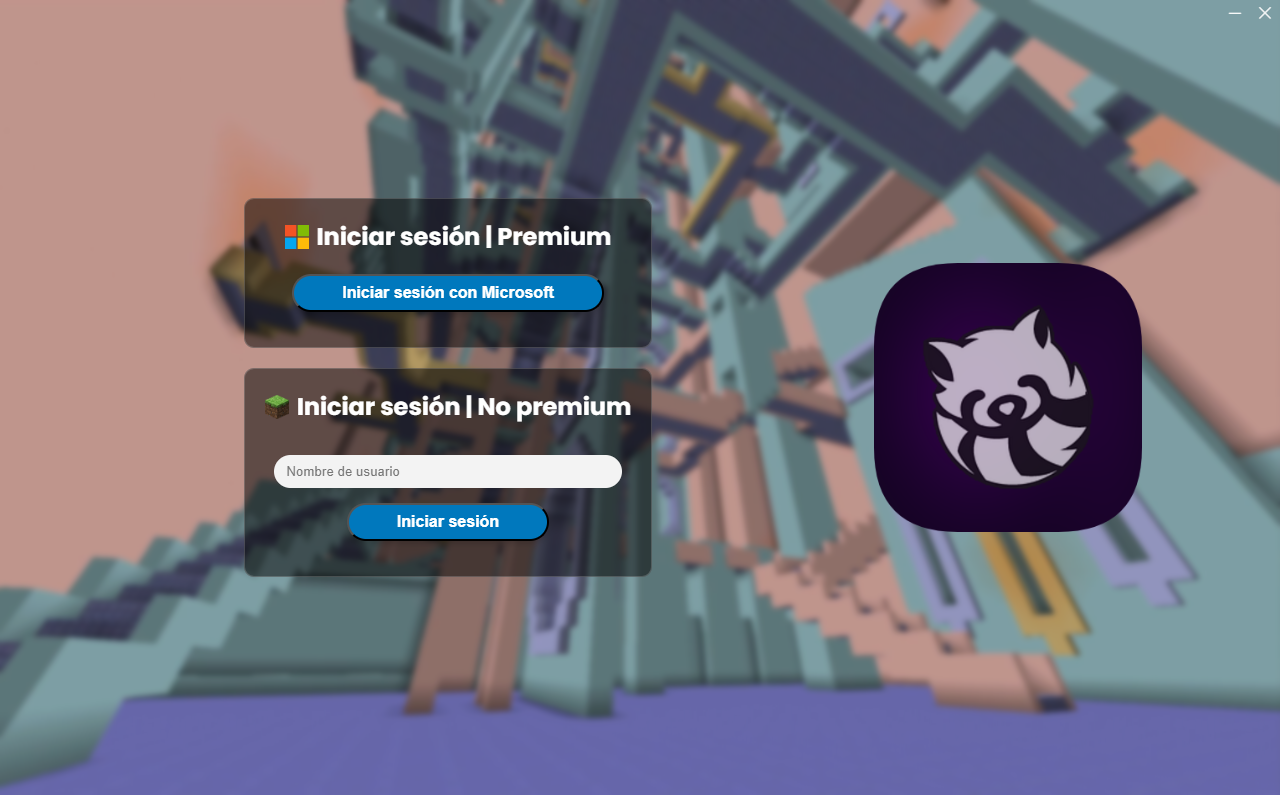 Iniciar sesión | Premium
Iniciar sesión con Microsoft
Iniciar sesión | No premium
Nombre de usuario
Iniciar sesión